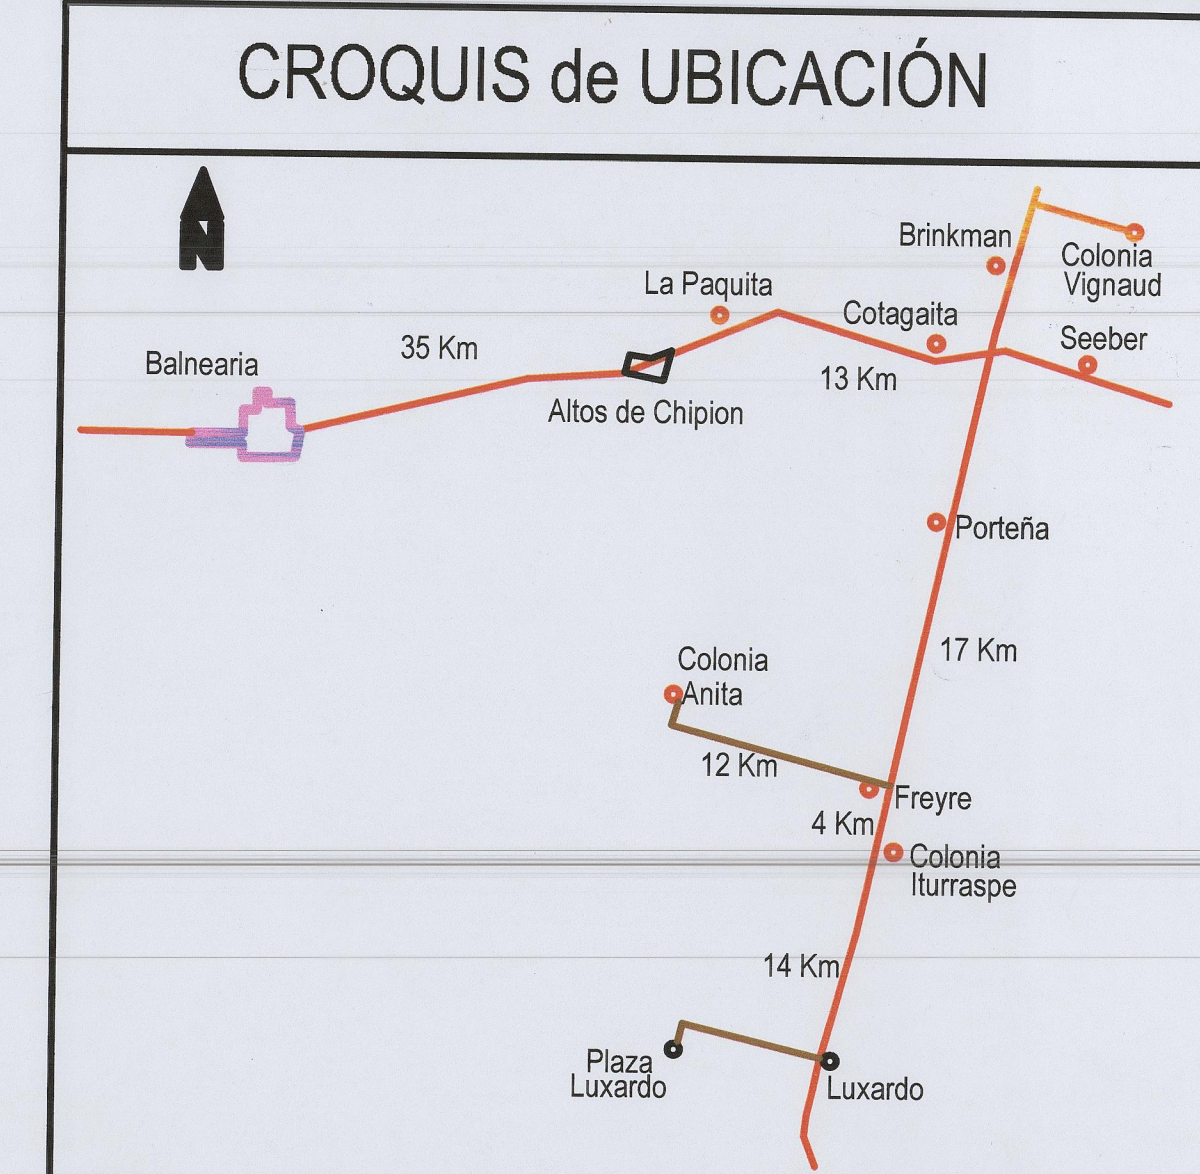 CROQUIS de UBICACIÓN
N
Brinkman
Colonia
Vignaud
La Paquita
Cotagaita
Seeber
35 Km
Balnearia
13 Km
Altos de Chipion
Porteña
17 Km
Colonia
Anita
12 Km
Freyre
4 Km
Colonia
Iturraspe
14 Km
Plaza
Luxardo
Luxardo